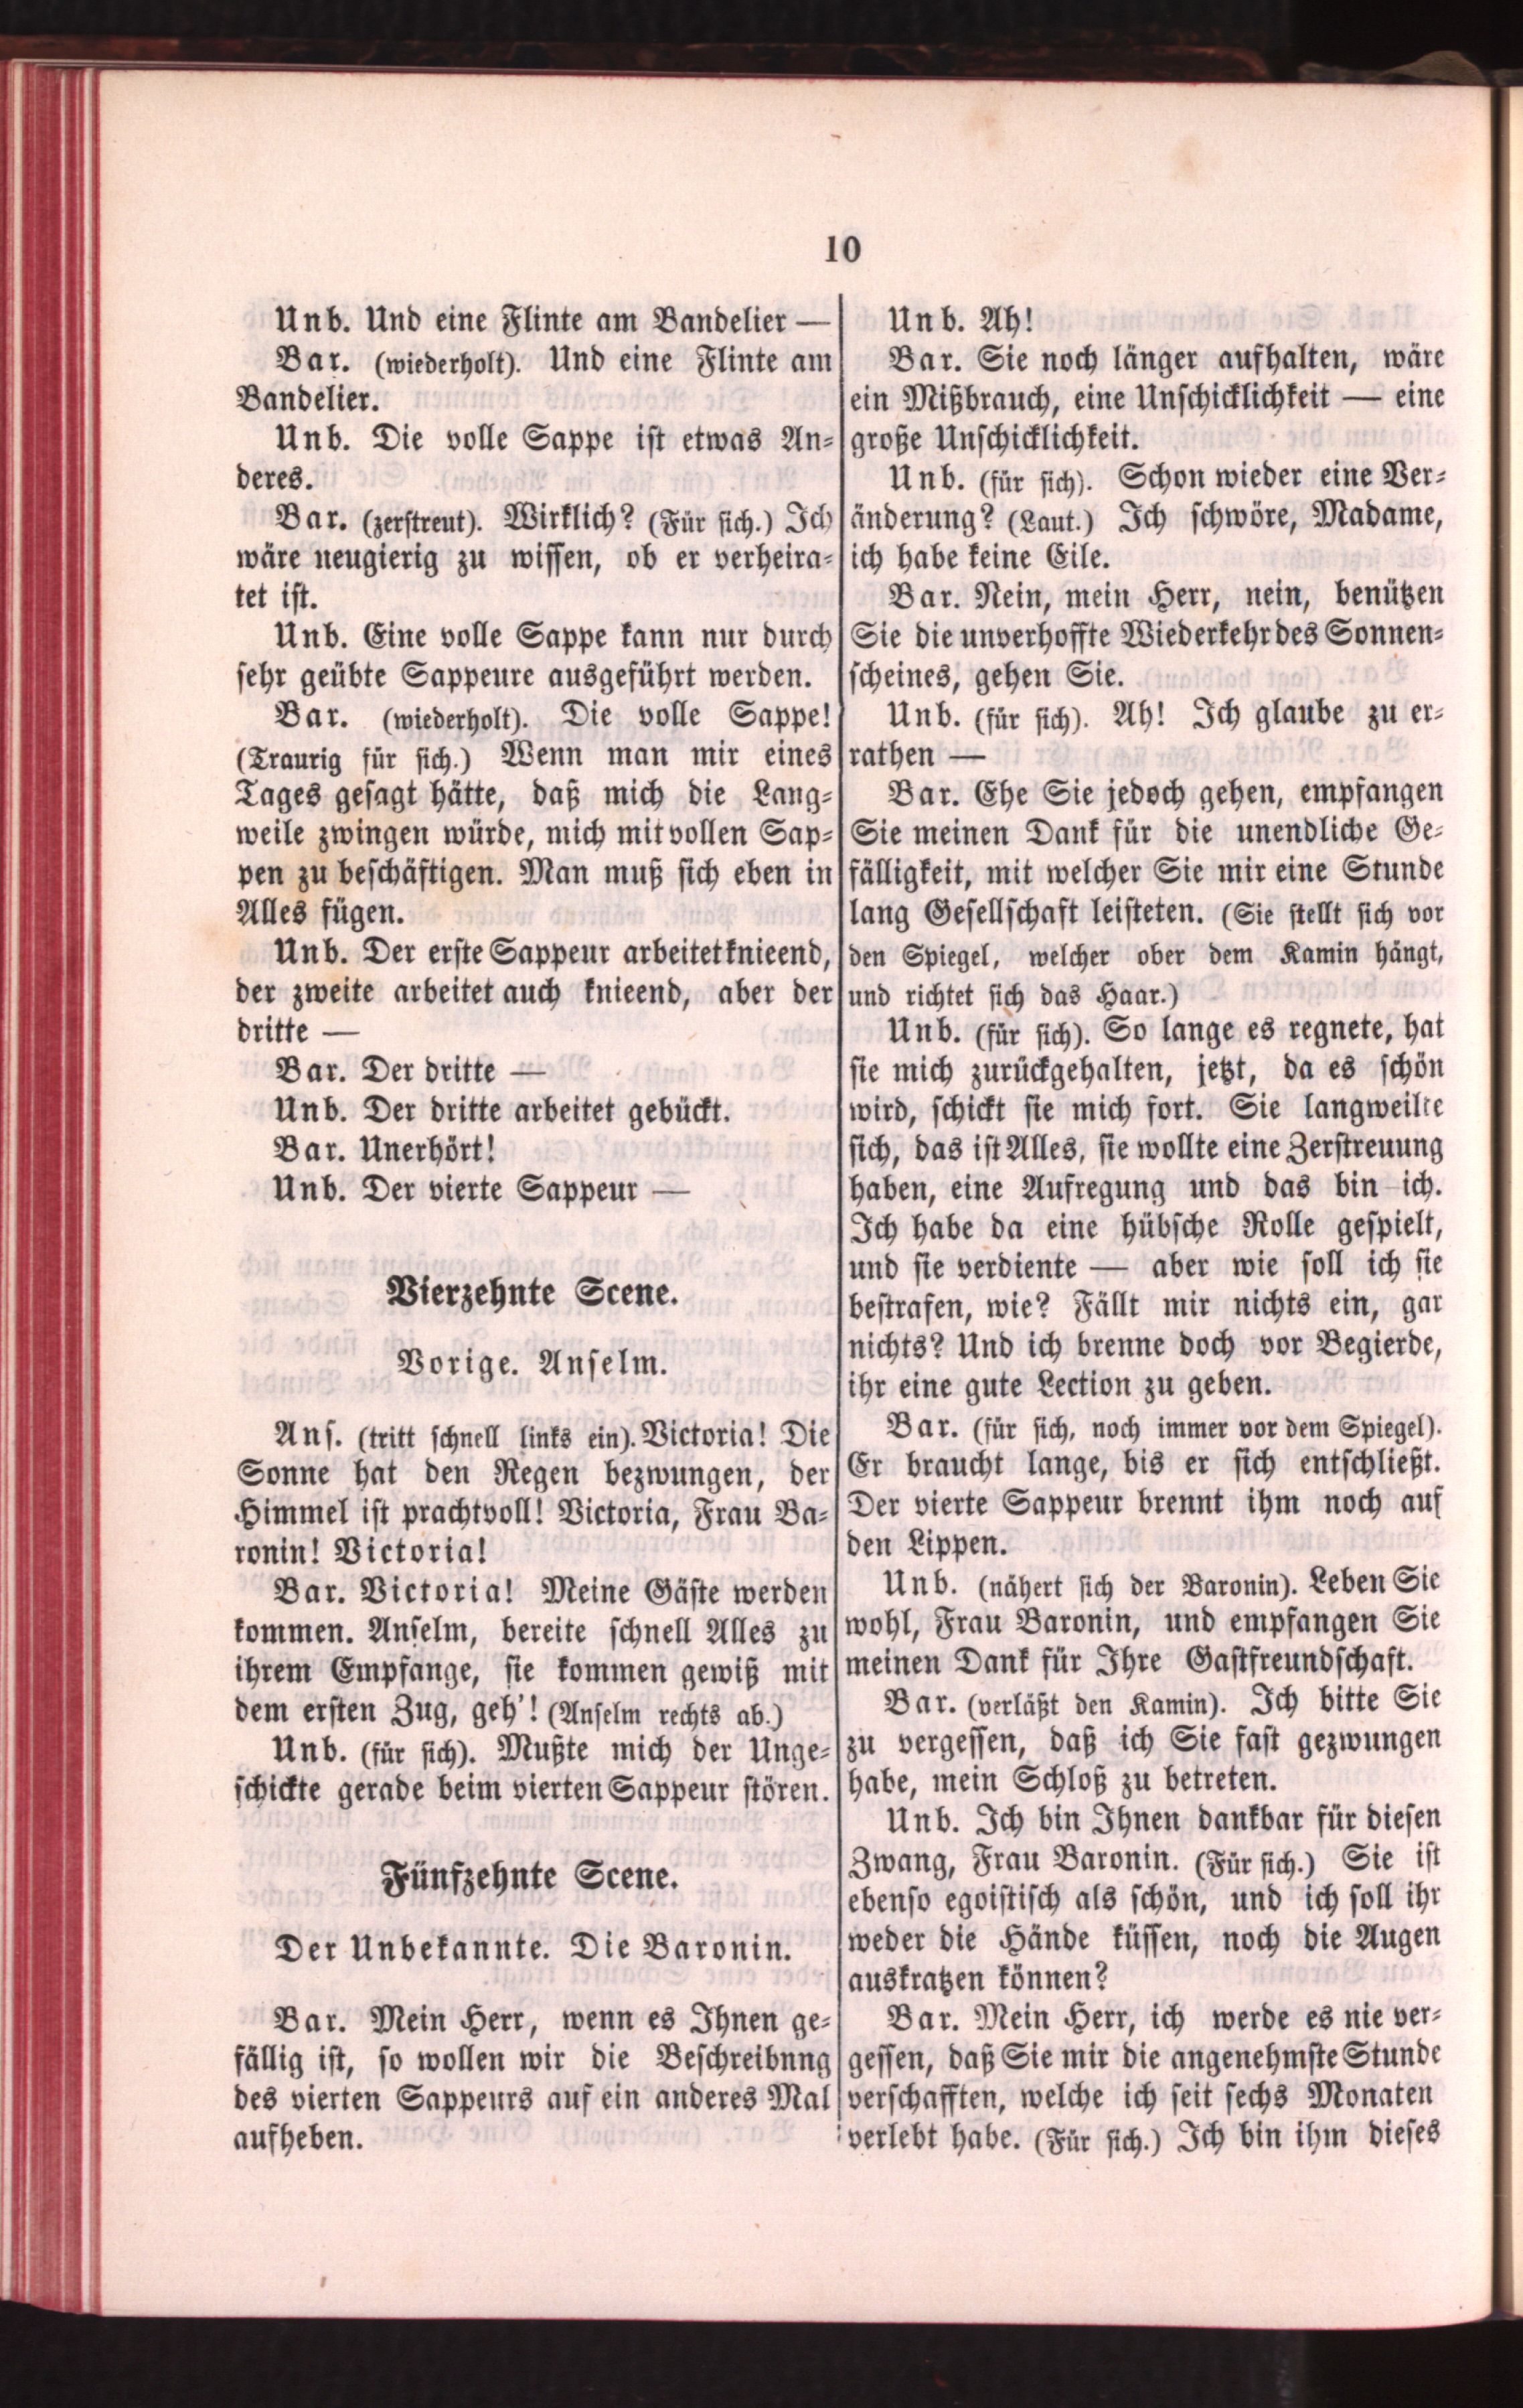 10
Unb. Und eine Flinte am Bandelier —
Bar. (wiederholt). Und eine Flinte am
Bandelier.
Unb. Die volle Sappe ist etwas An-
deres.
Bar. (zerstreut). Wirklich? (Für sich.) Ich
wäre neugierig zu wissen, ob er verheira-
tet ist.
Unb. Eine volle Sappe kann nur durch
sehr geübte Sappeure ausgeführt werden.
Bar. (wiederholt). Die volle Sappe!
(Traurig für sich.) Wenn man mir eines
Tages gesagt hätte, daß mich die Lang-
weile zwingen würde, mich mit vollen Sap-
pen zu beschäftigen. Man muß sich eben in
Alles fügen.
Unb. Der erste Sappeur arbeitet knieend,
der zweite arbeitet auch knieend, aber der
dritte —
Bar. Der dritte —
Unb. Der dritte arbeitet gebückt.
Bar. Unerhört!
Unb. Der vierte Sappeur —
Vierzehnte Scene.
Vorige. Anselm.
Ans. (tritt schnell links ein). Victoria! Die
Sonne hat den Regen bezwungen, der
Himmel ist prachtvoll! Victoria, Frau Ba-
ronin! Victoria!
Bar. Victoria! Meine Gäste werden
kommen. Anselm, bereite schnell Alles zu
ihrem Empfange, sie kommen gewiß mit
dem ersten Zug, geh'! (Anselm rechts ab.)
Unb. (für sich). Mußte mich der Unge-
schickte gerade beim vierten Sappeur stören.
Fünfzehnte Scene.
Der Unbekannte. Die Baronin.
Bar. Mein Herr, wenn es Ihnen ge-
fällig ist, so wollen wir die Beschreibnng
des vierten Sappeurs auf ein anderes Mal
aufheben.
Unb. Ah!
Bar. Sie noch länger aufhalten, wäre
ein Mißbrauch, eine Unschicklichkeit — eine
große Unschicklichkeit.
Unb. (für sich). Schon wieder eine Ver-
änderung? (Laut.) Ich schwöre, Madame,
ich habe keine Eile.
Bar. Nein, mein Herr, nein, benützen
Sie die unverhoffte Wiederkehr des Sonnen-
scheines, gehen Sie.
Unb. (für sich). Ah! Ich glaube zu er-
rathen —
Bar. Ehe Sie jedoch gehen, empfangen
Sie meinen Dank für die unendliche Ge-
fälligkeit, mit welcher Sie mir eine Stunde
lang Gesellschaft leisteten. (Sie stellt sich vor
den Spiegel, welcher ober dem Kamin hängt,
und richtet sich das Haar.)
Unb. (für sich). So lange es regnete, hat
sie mich zurückgehalten, jetzt, da es schön
wird, schickt sie mich fort. Sie langweilte
sich, das ist Alles, sie wollte eine Zerstreuung
haben, eine Aufregung und das bin ich.
Ich habe da eine hübsche Rolle gespielt,
und sie verdiente — aber wie soll ich sie
bestrafen, wie? Fällt mir nichts ein, gar
nichts? Und ich brenne doch vor Begierde,
ihr eine gute Lection zu geben.
Bar. (für sich, noch immer vor dem Spiegel).
Er braucht lange, bis er sich entschließt.
Der vierte Sappeur brennt ihm noch auf
den Lippen.
Unb. (nähert sich der Baronin). Leben Sie
wohl, Frau Baronin, und empfangen Sie
meinen Dank für Ihre Gastfreundschaft.
Bar. (verläßt den Kamin). Ich bitte Sie
zu vergessen, daß ich Sie fast gezwungen
habe, mein Schloß zu betreten.
Unb. Ich bin Ihnen dankbar für diesen
Zwang, Frau Baronin. (Für sich.) Sie ist
ebenso egoistisch als schön, und ich soll ihr
weder die Hände küssen, noch die Augen
auskratzen können?
Bar. Mein Herr, ich werde es nie ver-
gessen, daß Sie mir die angenehmste Stunde
verschafften, welche ich seit sechs Monaten
verlebt habe. (Für sich.) Ich bin ihm dieses